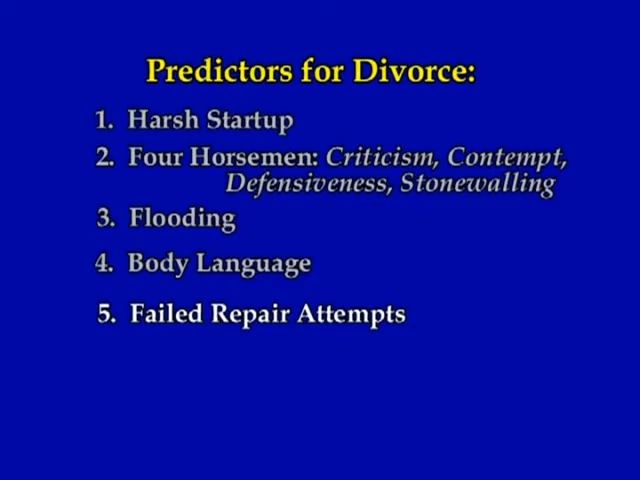 Predictors for Divorce:
1. Harsh Startup
2. Four Horsemen: Criticism, Contempt,
Defensiveness, Stonewalling
3. Flooding
4. Body Language
5. Failed Repair Attempts